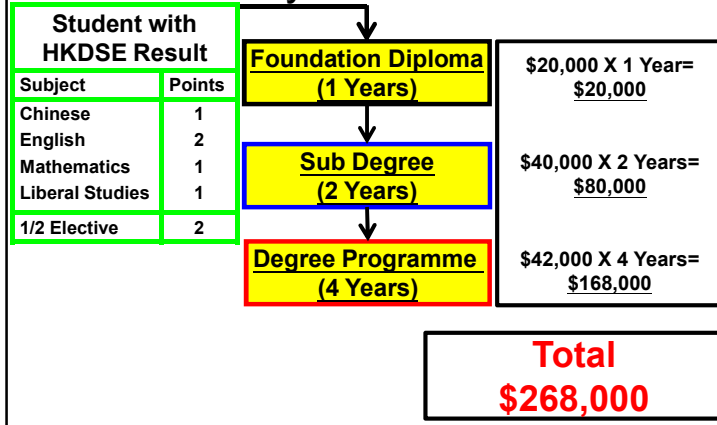 Student with
HKDSE Result
Subject Points
Chinese 1
English 2
Mathematics 1
Liberal Studies 1
1/2 Elective 2
Foundation Diploma
(1 Years)
$20,000 X 1 Year=
$20,000
Sub Degree
(2 Years)
$40,000 X 2 Years=
$80,000
Degree Programme
(4 Years)
$42,000 X 4 Years=
$168,000
Total
$268,000